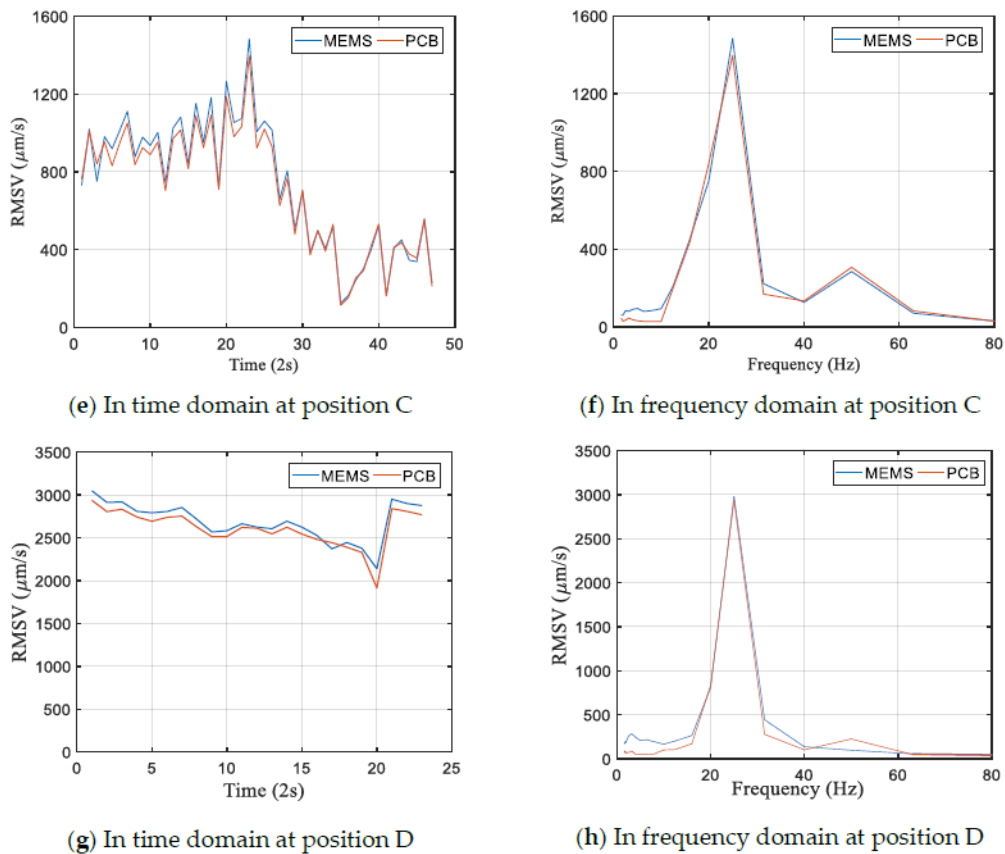 1600
1200
800
400
0
RMSV (μm/s)
MEMS PCB
0 10 20 30 40 50
Time (2s)
(e) In time domain at position C
1600
1200
800
400
0
RMSV (μm/s)
MEMS PCB
0 20 40 60 80
Frequency (Hz)
(f) In frequency domain at position C
3500
3000
2500
2000
1500
1000
500
0
RMSV (μm/s)
MEMS PCB
0 5 10 15 20 25
Time (2s)
(g) In time domain at position D
3500
3000
2500
2000
1500
1000
500
0
RMSV (μm/s)
MEMS PCB
0 20 40 60 80
Frequency (Hz)
(h) In frequency domain at position D